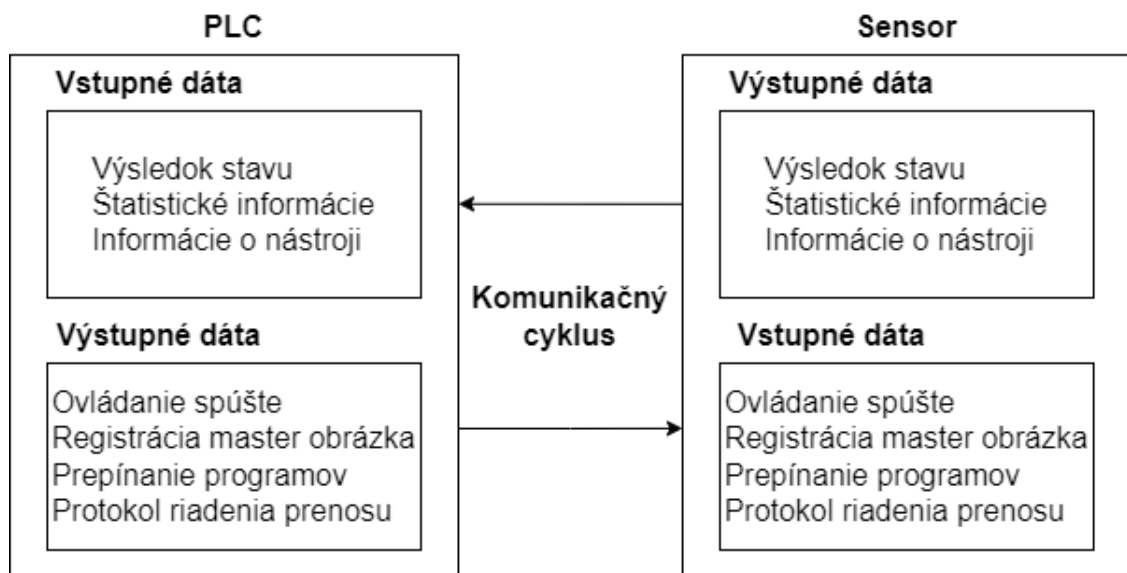 PLC
Vstupné dáta
Výsledok stavu
Štatistické informácie
Informácie o nástroji
Výstupné dáta
Ovládanie spúšte
Registrácia master obrázka
Prepínanie programov
Protokol riadenia prenosu
Komunikačný
cyklus
Sensor
Výstupné dáta
Výsledok stavu
Štatistické informácie
Informácie o nástroji
Vstupné dáta
Ovládanie spúšte
Registrácia master obrázka
Prepínanie programov
Protokol riadenia prenosu